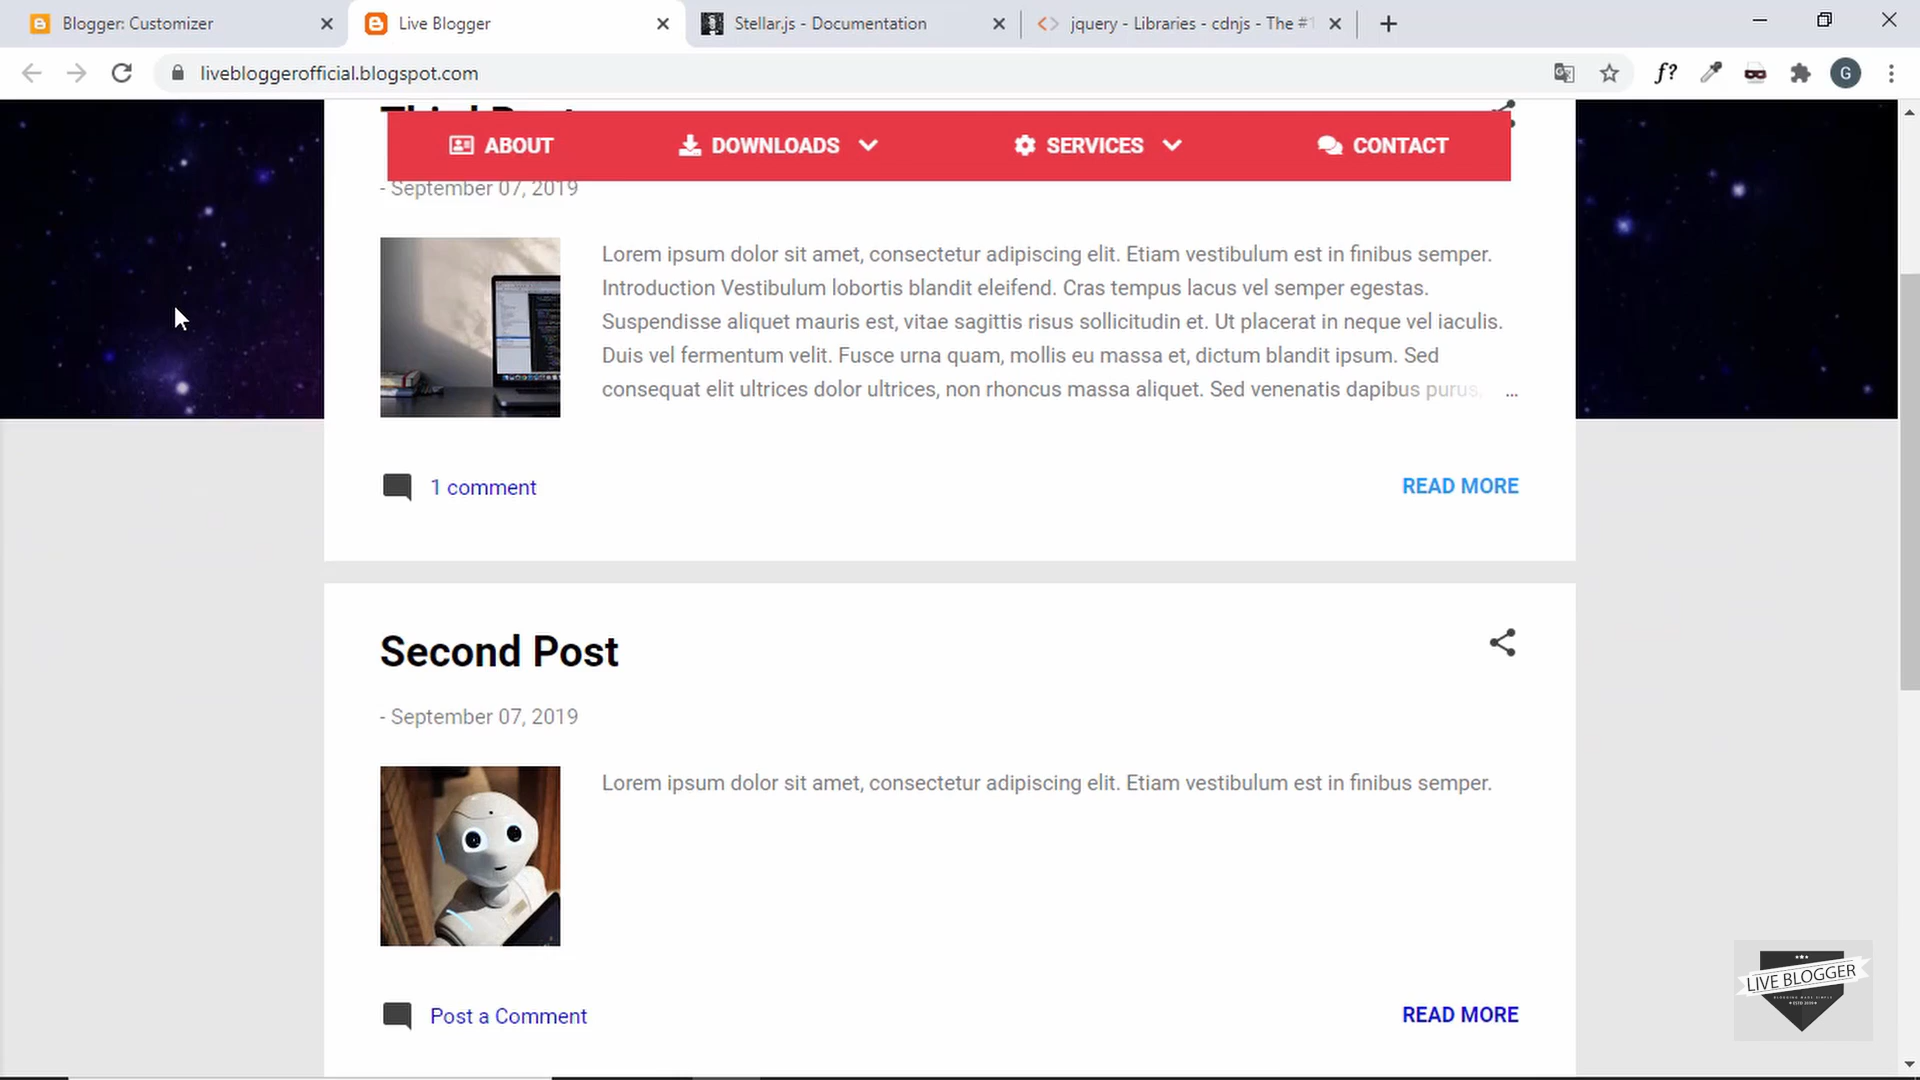 Blogger: Customizer
Live Blogger
Stellar.js - Documentation
jquery - Libraries - cdnjs - The #1
livebloggerofficial.blogspot.com
f?
G
Third Post
ABOUT
DOWNLOADS
SERVICES
CONTACT
- September 07, 2019
Lorem ipsum dolor sit amet, consectetur adipiscing elit. Etiam vestibulum est in finibus semper.
Introduction Vestibulum lobortis blandit eleifend. Cras tempus lacus vel semper egestas.
Suspendisse aliquet mauris est, vitae sagittis risus sollicitudin et. Ut placerat in neque vel iaculis.
Duis vel fermentum velit. Fusce urna quam, mollis eu massa et, dictum blandit ipsum. Sed
consequat elit ultrices dolor ultrices, non rhoncus massa aliquet. Sed venenatis dapibus purus, ...
1 comment
READ MORE
Second Post
- September 07, 2019
Lorem ipsum dolor sit amet, consectetur adipiscing elit. Etiam vestibulum est in finibus semper.
Post a Comment
READ MORE
LIVE BLOGGER